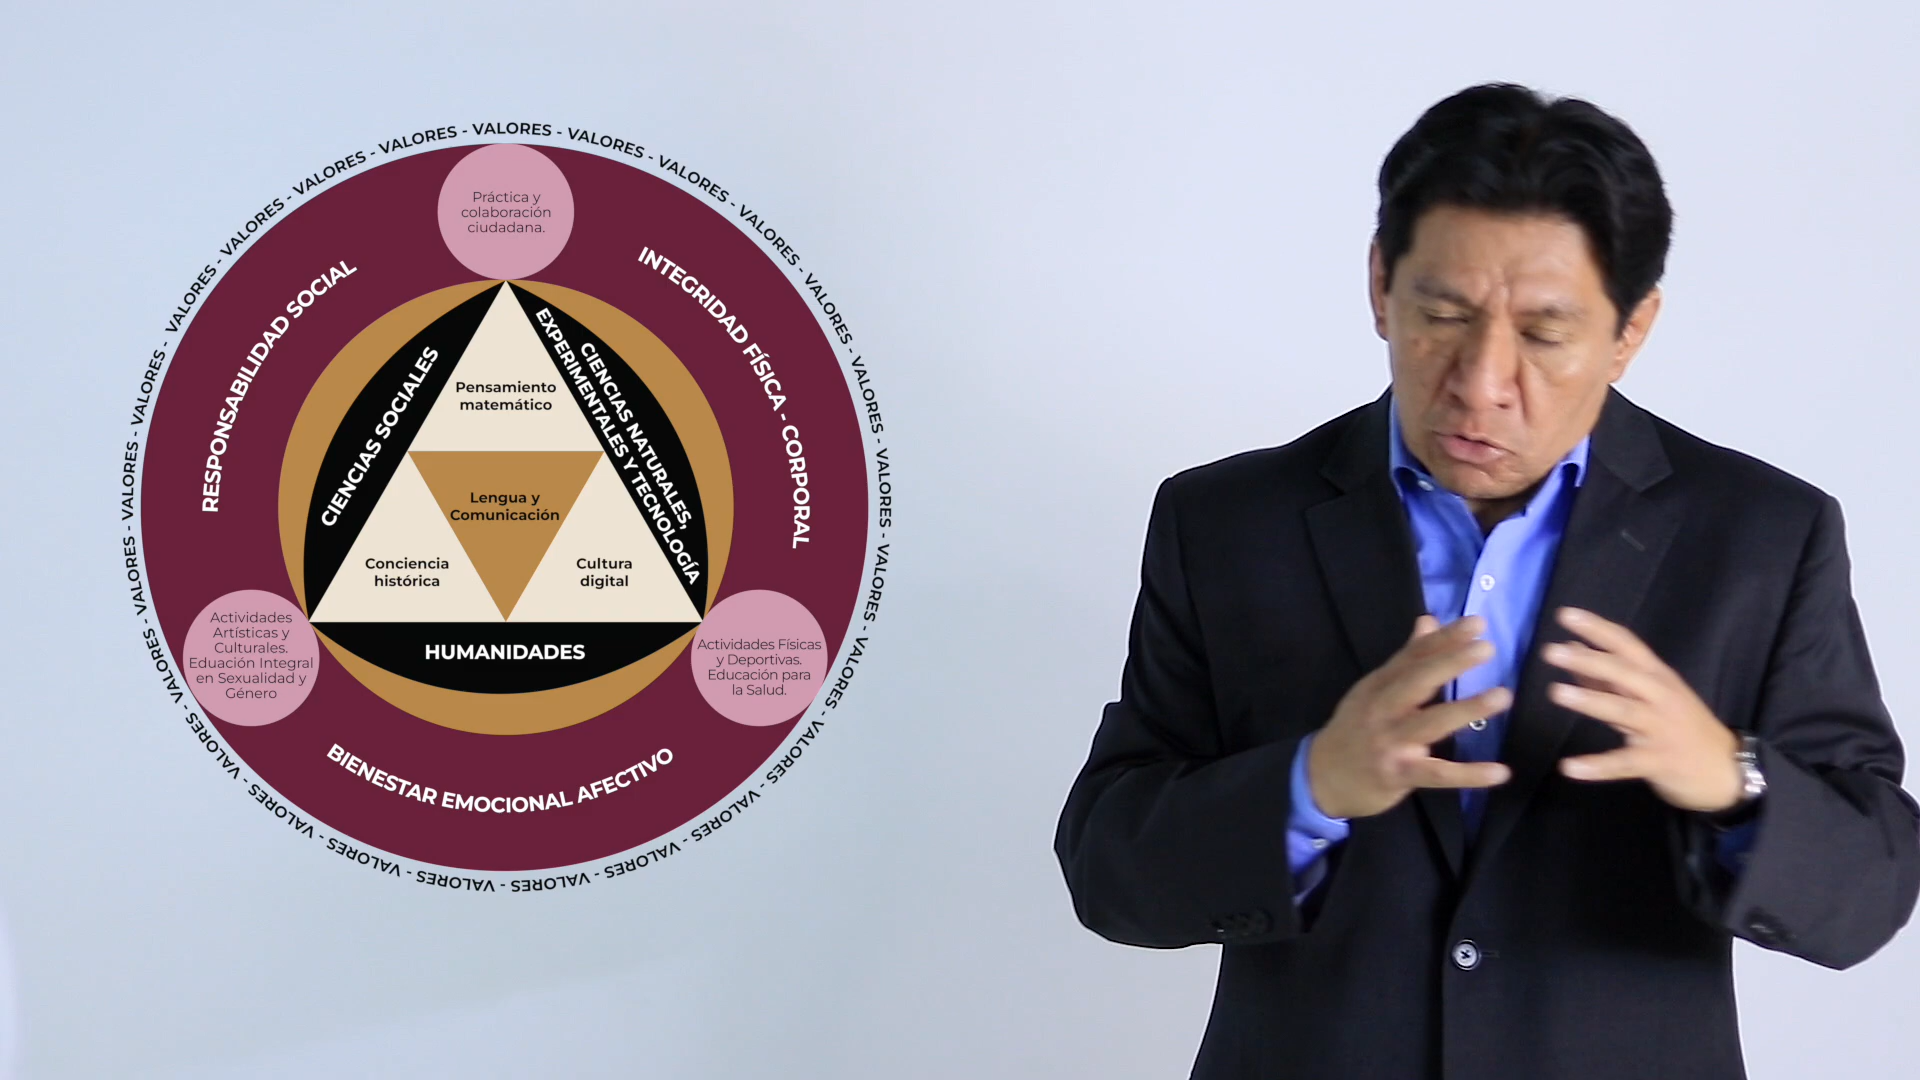 VALORES - VALORES - VALORES - VALORES - VALORES - VALORES - VALORES - VALORES - VALORES - VALORES - VALORES - VALORES - VALORES - VALORES - VALORES - VALORES - VALORES - VALORES - VALORES - VALORES - VALORES - VALORES - VALORES - VALORES - VALORES -
Práctica y
colaboración
ciudadana.
RESPONSABILIDAD SOCIAL
INTEGRIDAD FÍSICA - CORPORAL
CIENCIAS SOCIALES
CIENCIAS NATURALES,
EXPERIMENTALES Y TECNOLOGÍA
Pensamiento
matemático
Lengua y
Comunicación
Conciencia
histórica
Cultura
digital
HUMANIDADES
Actividades
Artísticas y
Culturales.
Eduación Integral
en Sexualidad y
Género
Actividades Físicas
y Deportivas.
Educación para
la Salud.
BIENESTAR EMOCIONAL AFECTIVO